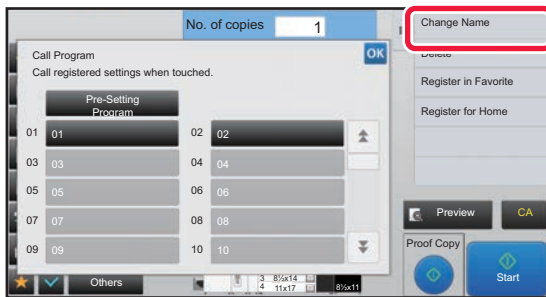 No. of copies 1
Change Name
OK
Call Program
Call registered settings when touched.
Delete
Register in Favorite
Register for Home
Pre-Setting
Program
01 01 02 02
03 03 04 04
05 05 06 06
07 07 08 08
09 09 10 10
Preview CA
Proof Copy
Start
Others
3 8½x14
4 11x17
8½x11